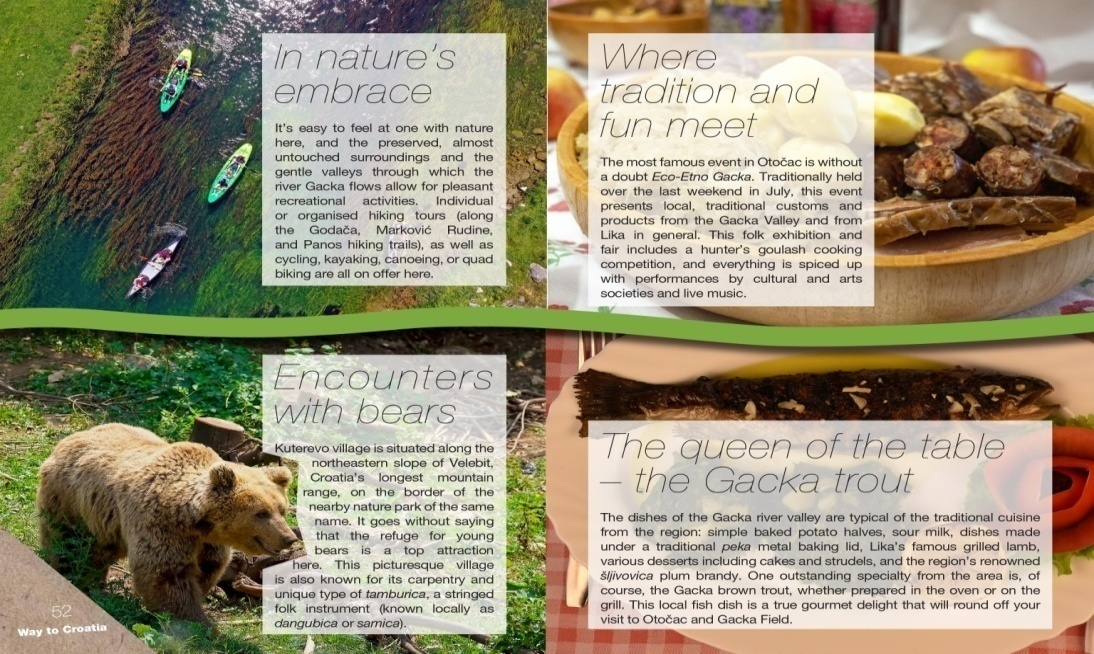 In nature's
embrace
It's easy to feel at one with nature
here, and the preserved, almost
untouched surroundings and the
gentle valleys through which the
river Gacka flows allow for pleasant
recreational activities. Individual
or organised hiking tours (along
the Godača, Marković Rudine,
and Panos hiking trails), as well as
cycling, kayaking, canoeing, or quad
biking are all on offer here.
Where
tradition and
fun meet
The most famous event in Otočac is without
a doubt Eco-Etno Gacka. Traditionally held
over the last weekend in July, this event
presents local, traditional customs and
products from the Gacka Valley and from
Lika in general. This folk exhibition and
fair includes a hunter's goulash cooking
competition, and everything is spiced up
with performances by cultural and arts
societies and live music.
Encounters
with bears
Kuterevo village is situated along the
northeastern slope of Velebit,
Croatia's longest mountain
range, on the border of the
nearby nature park of the same
name. It goes without saying
that the refuge for young
bears is a top attraction
here. This picturesque village
is also known for its carpentry and
unique type of tamburica, a stringed
folk instrument (known locally as
dangubica or samica).
The queen of the table
– the Gacka trout
The dishes of the Gacka river valley are typical of the traditional cuisine
from the region: simple baked potato halves, sour milk, dishes made
under a traditional peka metal baking lid, Lika's famous grilled lamb,
various desserts including cakes and strudels, and the region's renowned
šljivovica plum brandy. One outstanding specialty from the area is, of
course, the Gacka brown trout, whether prepared in the oven or on the
grill. This local fish dish is a true gourmet delight that will round off your
visit to Otočac and Gacka Field.
52
Way to Croatia